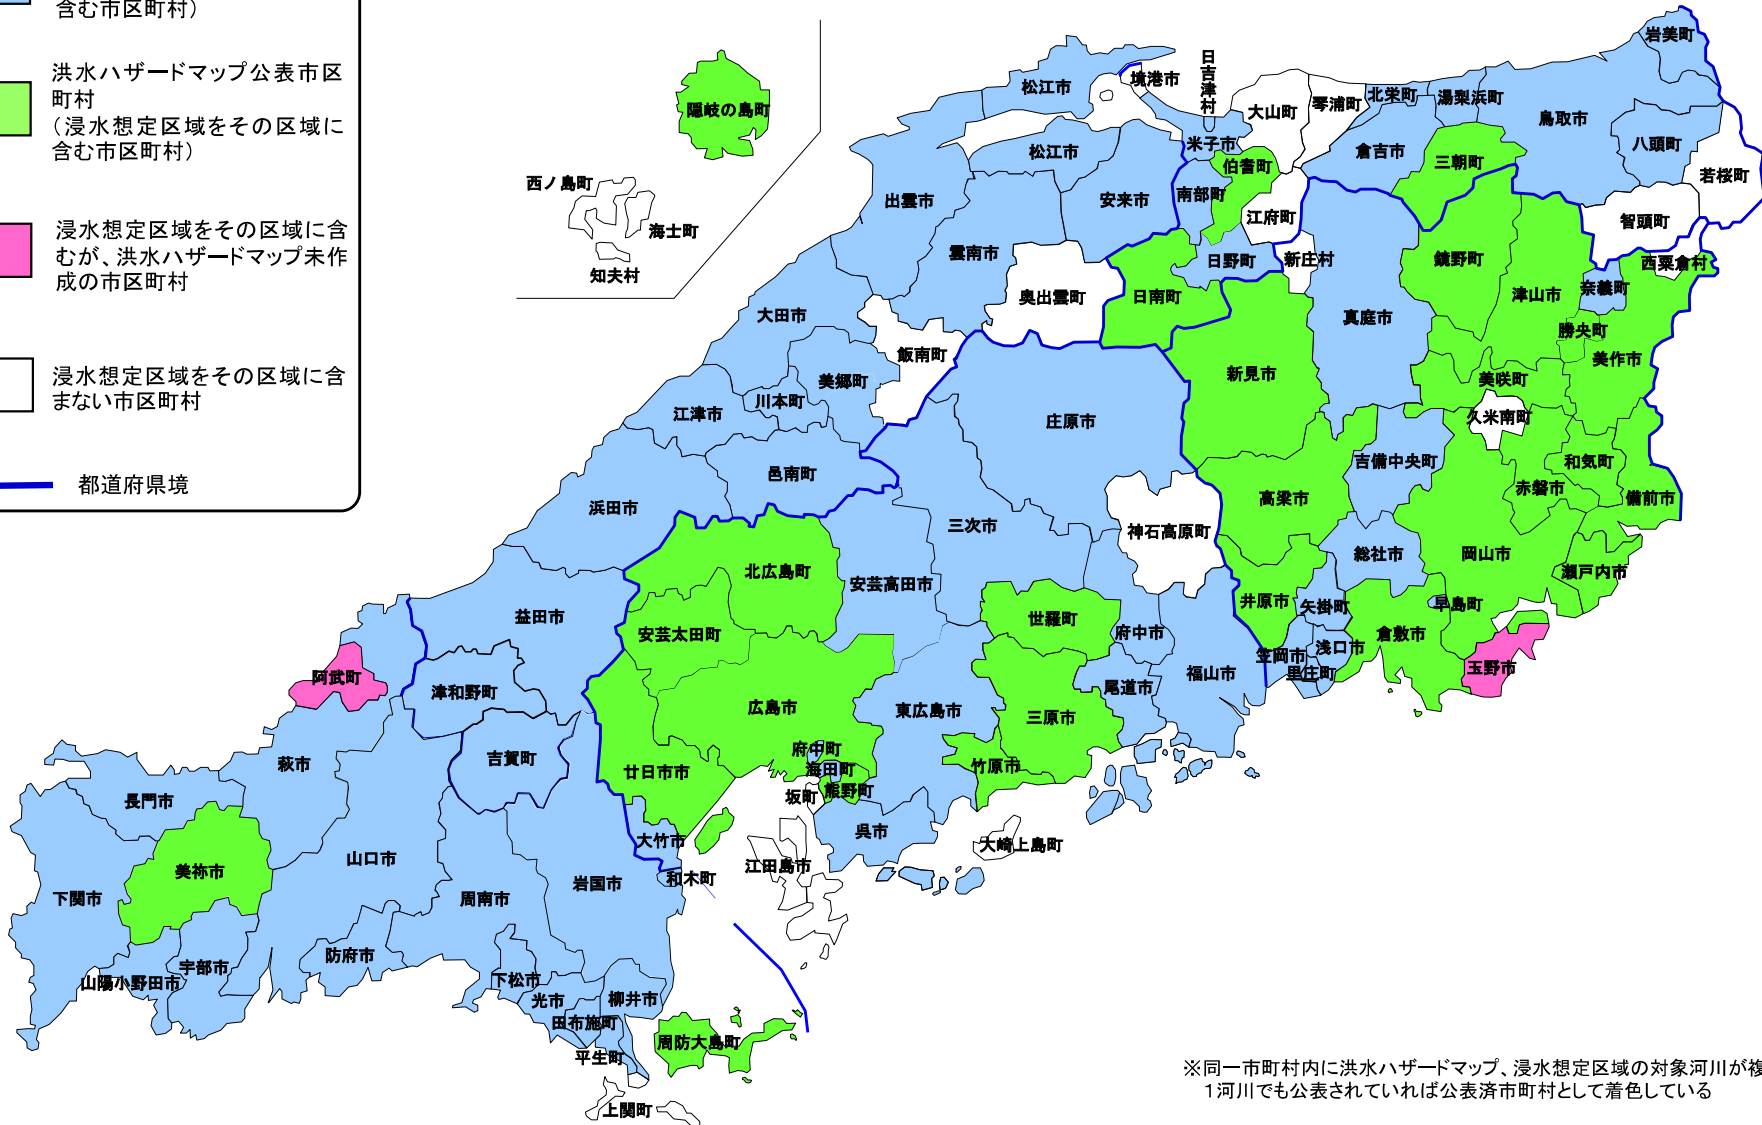 含む市区町村）
洪水ハザードマップ公表市区
町村
（浸水想定区域をその区域に
含む市区町村）
浸水想定区域をその区域に含
むが、洪水ハザードマップ未作
成の市区町村
浸水想定区域をその区域に含
まない市区町村
都道府県境
隠岐の島町
西ノ島町
海士町
知夫村
岩美町
松江市
境港市
日吉津村
大山町
琴浦町
北栄町
湯梨浜町
鳥取市
八頭町
若桜町
智頭町
松江市
米子市
伯耆町
倉吉市
三朝町
出雲市
安来市
南部町
江府町
雲南市
日野町
新庄村
鏡野町
西粟倉村
奥出雲町
日南町
津山市
奈義町
大田市
真庭市
勝央町
飯南町
美作市
美郷町
新見市
美咲町
川本町
江津市
庄原市
久米南町
邑南町
吉備中央町
和気町
浜田市
高梁市
赤磐市
備前市
三次市
神石高原町
総社市
岡山市
北広島町
安芸高田市
瀬戸内市
益田市
世羅町
井原市
矢掛町
早島町
安芸太田町
府中市
倉敷市
笠岡市
浅口市
里庄町
玉野市
阿武町
津和野町
福山市
尾道市
広島市
東広島市
三原市
吉賀町
萩市
府中町
海田町
竹原市
廿日市市
坂町
熊野町
長門市
大竹市
呉市
大崎上島町
山口市
江田島市
美祢市
和木町
下関市
周南市
岩国市
防府市
宇部市
山陽小野田市
下松市
光市
柳井市
田布施町
周防大島町
平生町
上関町
※同一市町村内に洪水ハザードマップ、浸水想定区域の対象河川が複
１河川でも公表されていれば公表済市町村として着色している